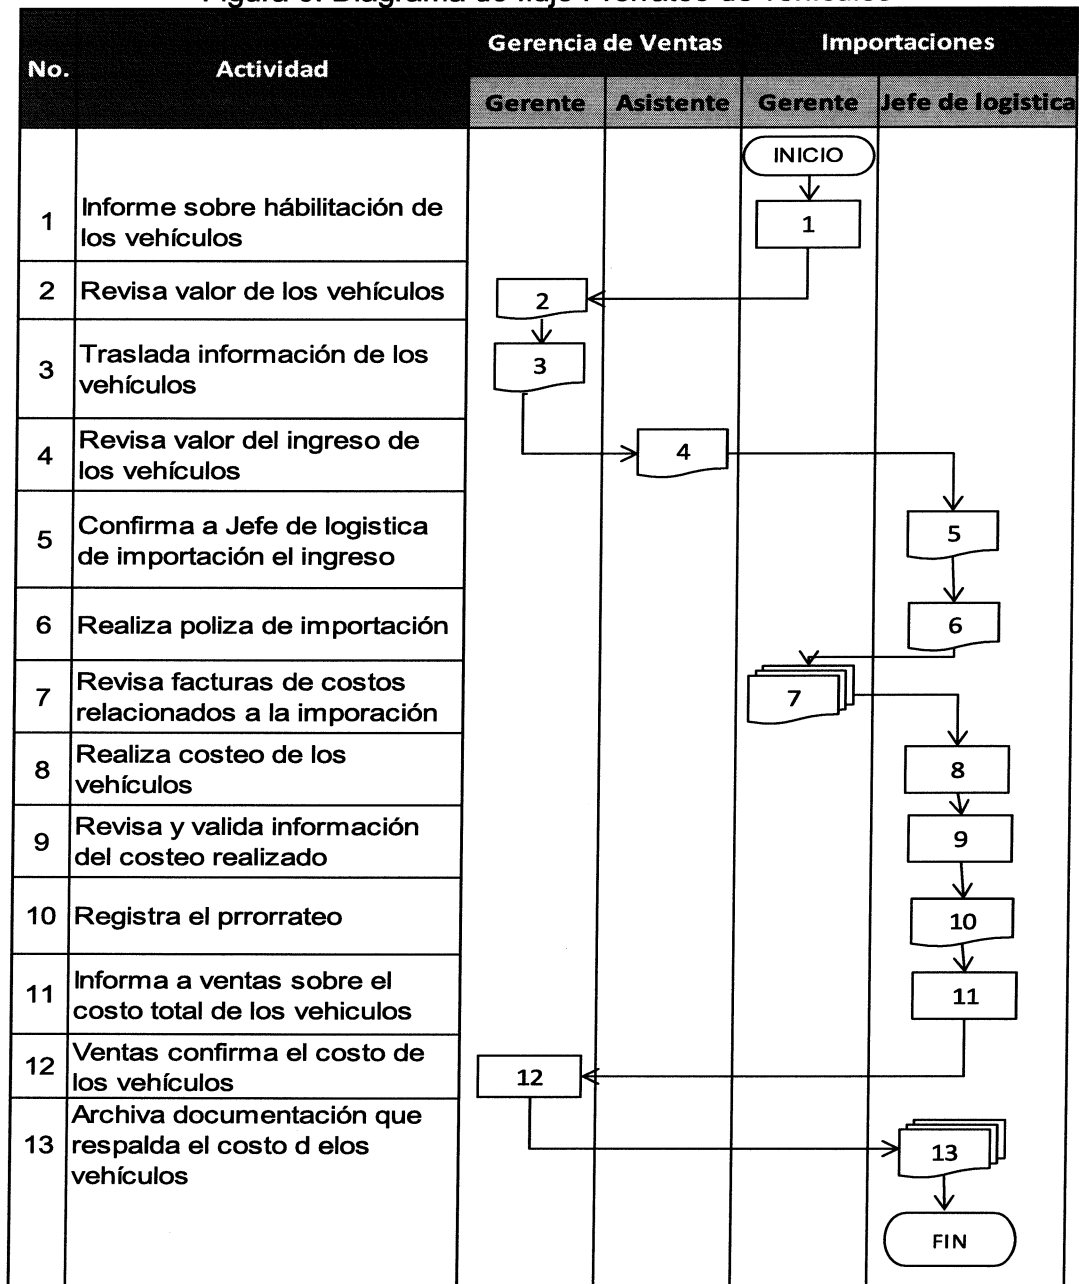 No.
Actividad
Gerencia de Ventas
Importaciones
Gerente
Asistente
Gerente
Jefe de logistica
INICIO
1
Informe sobre hábilitación de
los vehículos
1
2
Revisa valor de los vehículos
2
3
Traslada información de los
vehículos
3
4
Revisa valor del ingreso de
los vehículos
4
5
Confirma a Jefe de logistica
de importación el ingreso
5
6
Realiza poliza de importación
6
7
Revisa facturas de costos
relacionados a la imporación
7
8
Realiza costeo de los
vehículos
8
9
Revisa y valida información
del costeo realizado
9
10
Registra el prrorrateo
10
11
Informa a ventas sobre el
costo total de los vehiculos
11
12
Ventas confirma el costo de
los vehículos
12
13
Archiva documentación que
respalda el costo d elos
vehículos
13
FIN